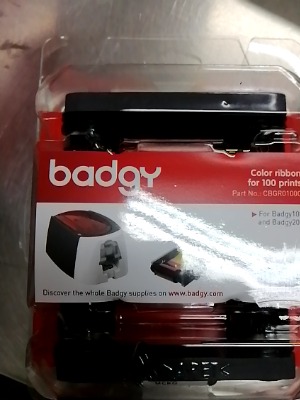 badgy
Color ribbon
for 100 prints
Part No.: CBGR0100C
▶ For Badgy10
and Badgy20
Discover the whole Badgy supplies on www.badgy.com